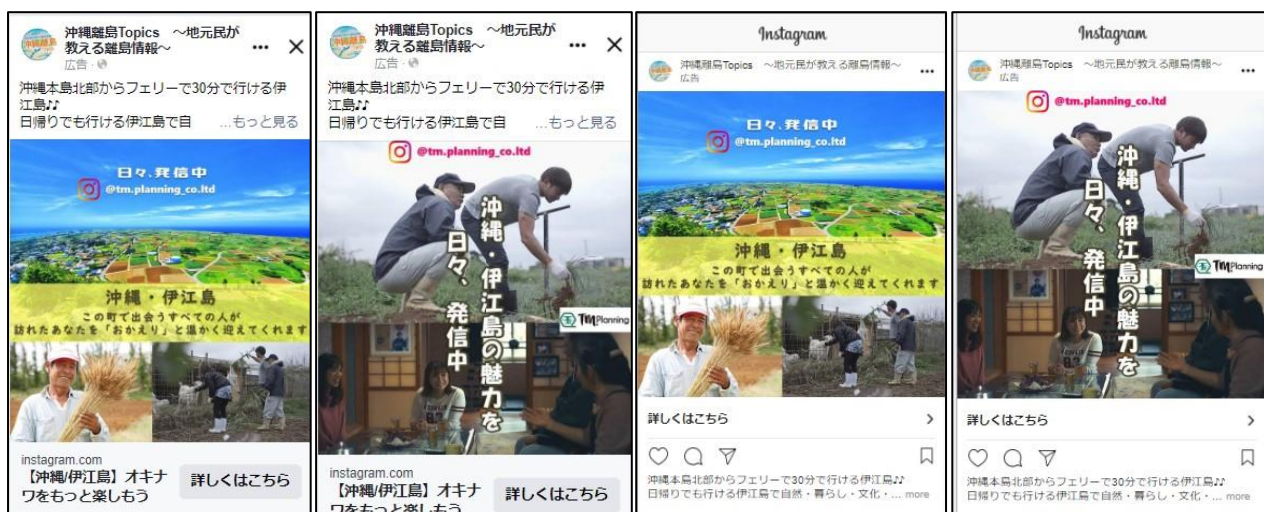 沖縄離島Topics ～地元民が
教える離島情報～
広告
沖縄本島北部からフェリーで30分で行ける伊
江島♪♪
日帰りでも行ける伊江島で自 ...もっと見る
日々、発信中
@tm.planning_co.ltd
沖縄・伊江島
この町で出会うすべての人が
訪れたあなたを「おかえり」と温かく迎えてくれます
instagram.com
【沖縄/伊江島】オキナ
ワをもっと楽しもう
詳しくはこちら
沖縄離島Topics ～地元民が
教える離島情報～
広告
沖縄本島北部からフェリーで30分で行ける伊
江島♪♪
日帰りでも行ける伊江島で自 ...もっと見る
@tm.planning_co.ltd
沖縄・伊江島の魅力を
日々、発信中
TM Planning
instagram.com
【沖縄/伊江島】オキナ
ワをもっと楽しもう
詳しくはこちら
Instagram
沖縄離島Topics ～地元民が教える離島情報～
広告
日々、発信中
@tm.planning_co.ltd
沖縄・伊江島
この町で出会うすべての人が
訪れたあなたを「おかえり」と温かく迎えてくれます
詳しくはこちら
沖縄本島北部からフェリーで30分で行ける伊江島♪♪
日帰りでも行ける伊江島で自然・暮らし・文化・... more
Instagram
沖縄離島Topics ～地元民が教える離島情報～
広告
@tm.planning_co.ltd
沖縄・伊江島の魅力を
日々、発信中
TM Planning
詳しくはこちら
沖縄本島北部からフェリーで30分で行ける伊江島♪♪
日帰りでも行ける伊江島で自然・暮らし・文化・... more